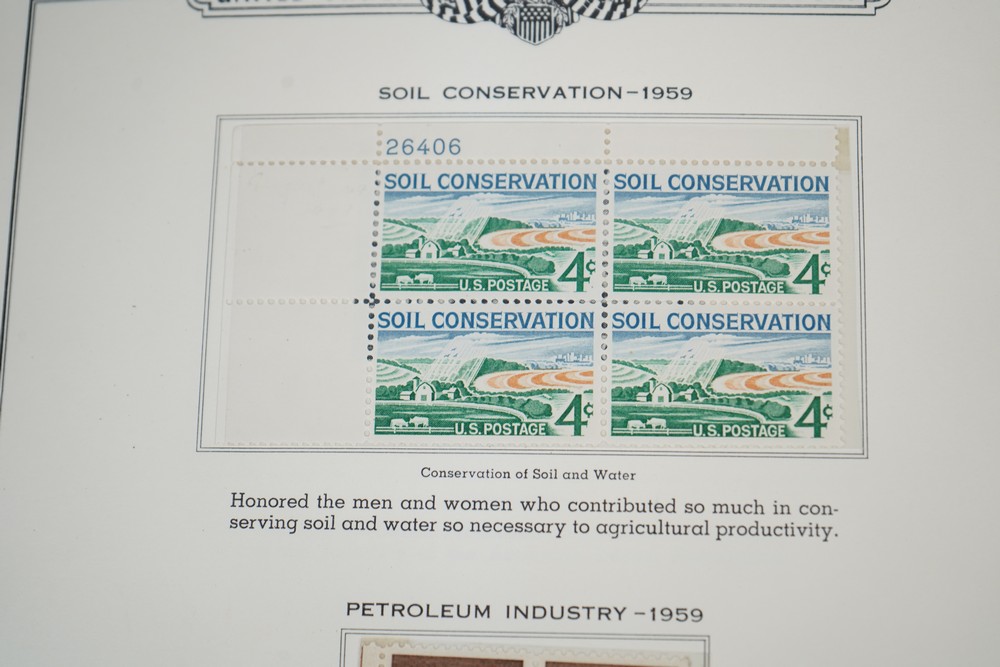 SOIL CONSERVATION-1959
26406
SOIL CONSERVATION
U.S. POSTAGE 4¢
SOIL CONSERVATION
U.S. POSTAGE 4¢
SOIL CONSERVATION
U.S. POSTAGE 4¢
SOIL CONSERVATION
U.S. POSTAGE 4¢
Conservation of Soil and Water
Honored the men and women who contributed so much in con-
serving soil and water so necessary to agricultural productivity.
PETROLEUM INDUSTRY-1959